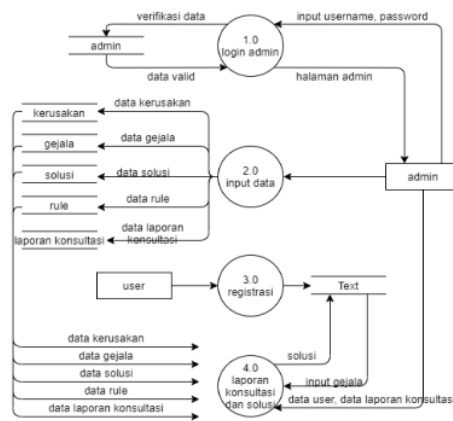 verifikasi data
input username, password
admin
1.0
login admin
data valid
halaman admin
data kerusakan
kerusakan
data gejala
gejala
data solusi
solusi
2.0
input data
admin
data rule
rule
data laporan
konsultasi
laporan konsultasi
user
3.0
registrasi
Text
data kerusakan
data gejala
data solusi
data rule
data laporan konsultasi
solusi
4.0
laporan
konsultasi
dan solusi
input gejala
data user, data laporan konsultas